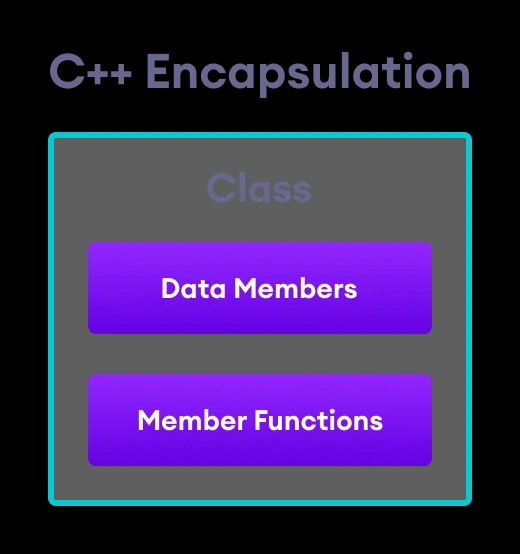 C++ Encapsulation
Class
Data Members
Member Functions